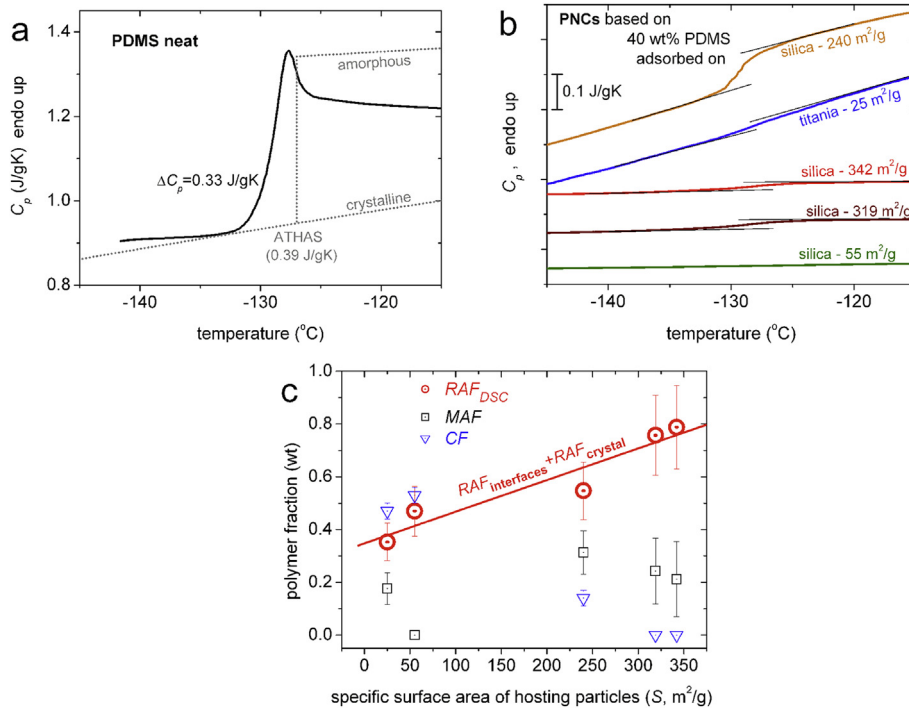 a
PDMS neat
amorphous
ΔCp=0.33 J/gK
crystalline
ATHAS
(0.39 J/gK)
Cp (J/gK) endo up
1.4
1.2
1.0
0.8
-140
-130
-120
temperature (°C)
b
PNCs based on
40 wt% PDMS
adsorbed on
silica - 240 m²/g
0.1 J/gK
titania - 25 m²/g
silica - 342 m²/g
silica - 319 m²/g
silica - 55 m²/g
Cp , endo up
-140
-130
-120
temperature (°C)
c
RAF_DSC
MAF
CF
RAFinterfaces+RAFcrystal
polymer fraction (wt)
1.0
0.8
0.6
0.4
0.2
0.0
0
50
100
150
200
250
300
350
specific surface area of hosting particles (S, m²/g)